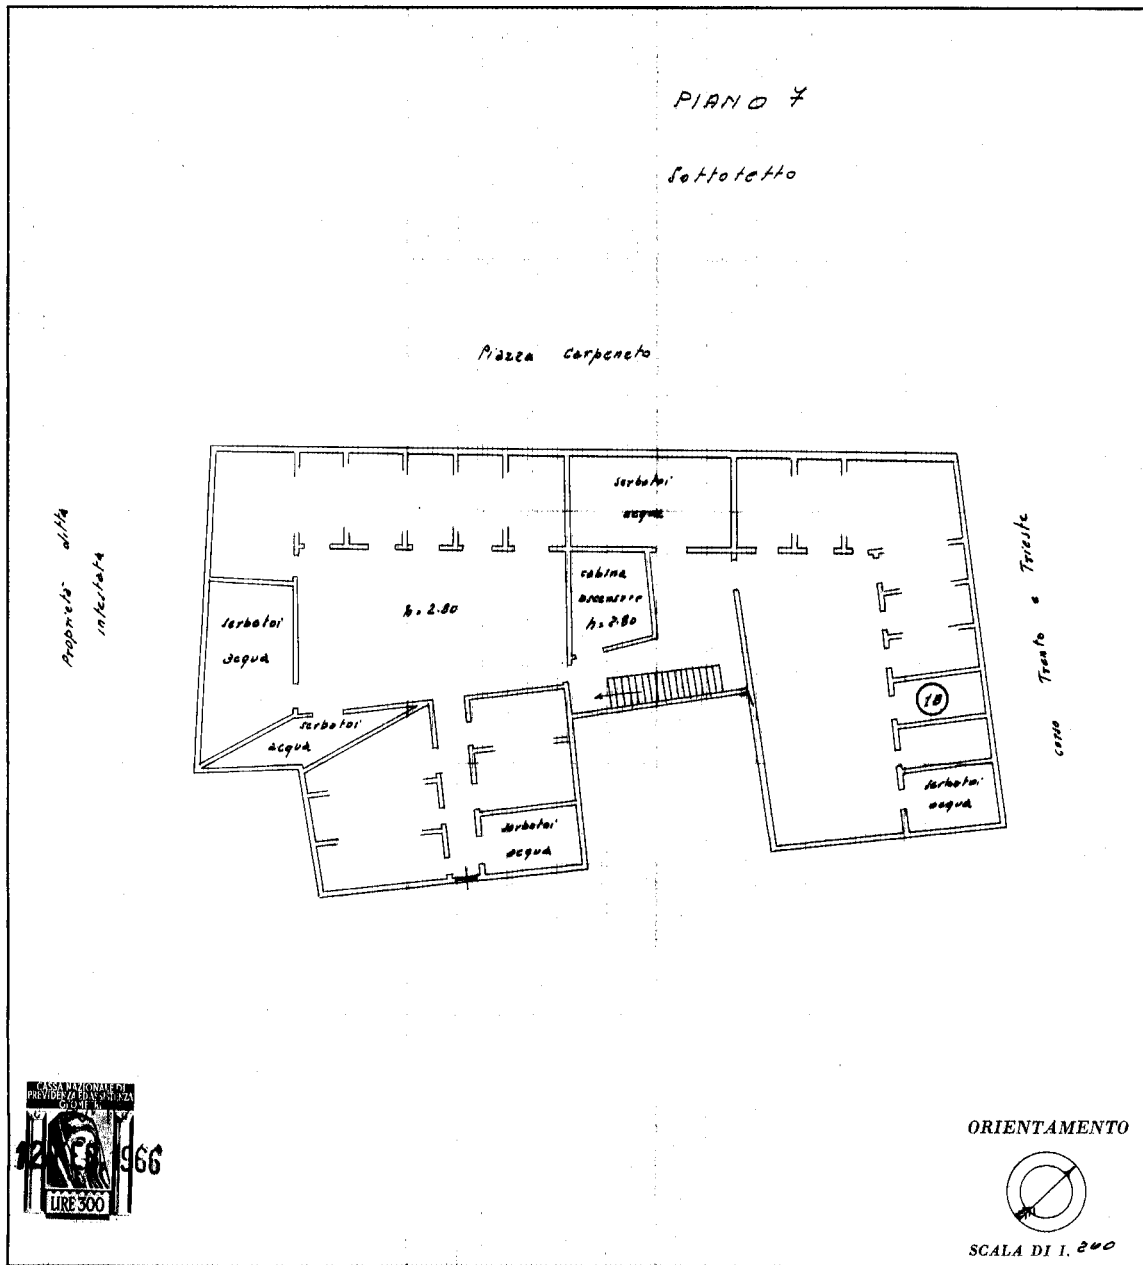 PIANO 7
Sottotetto
Piazza Carpeneto
Proprietà ditta
intestata
serbatoi
acqua
cabina
ascensore
h=2.80
h=2.80
serbatoi
acqua
serbatoi
acqua
serbatoi
acqua
serbatoi
acqua
18
corso Trento e Trieste
CASSA NAZIONALE DI
PREVIDENZA ED ASSISTENZA
GEOMETRI
1966
LIRE 300
ORIENTAMENTO
SCALA DI 1. 200